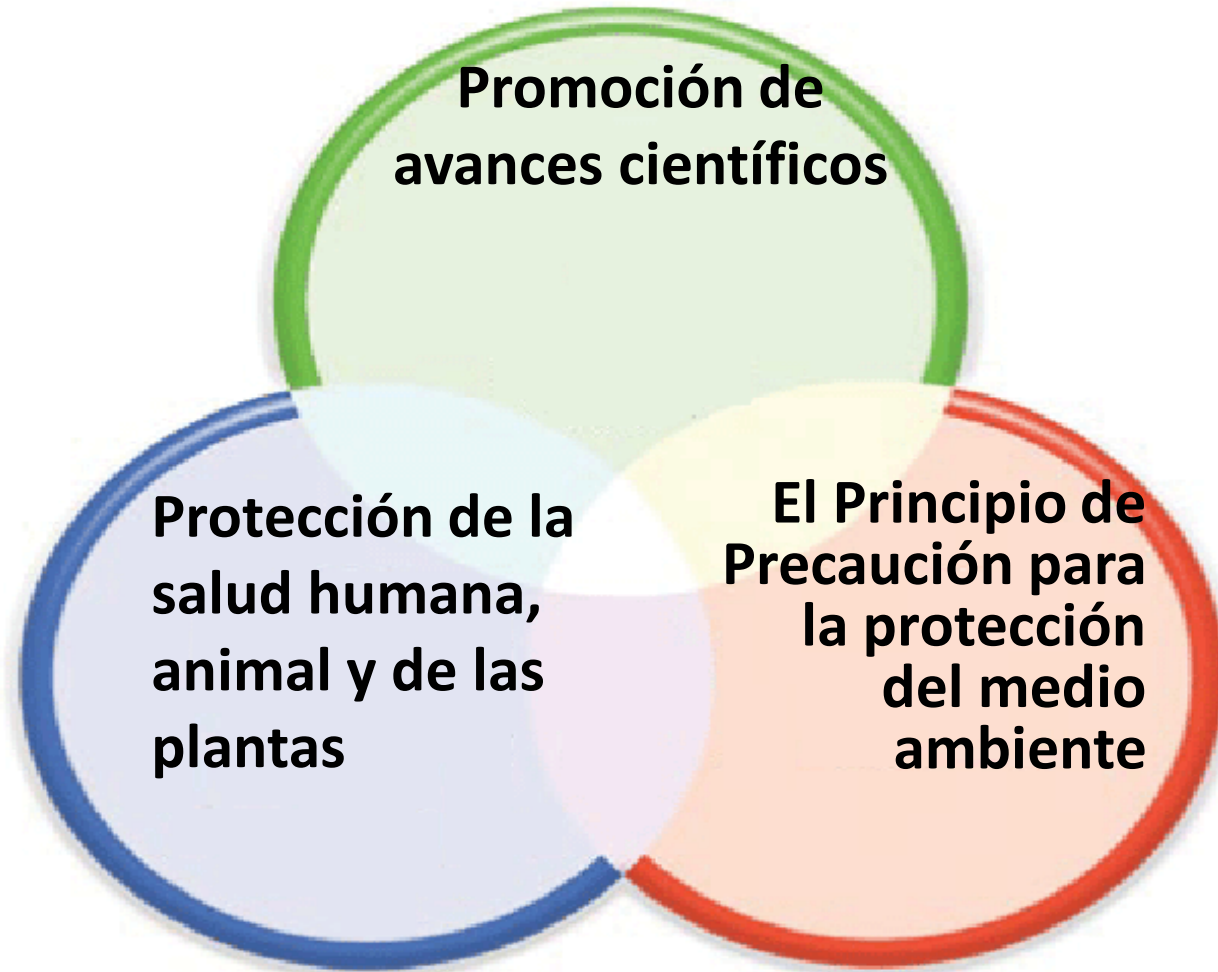 Promoción de
avances científicos
Protección de la
salud humana,
animal y de las
plantas
El Principio de
Precaución para
la protección
del medio
ambiente